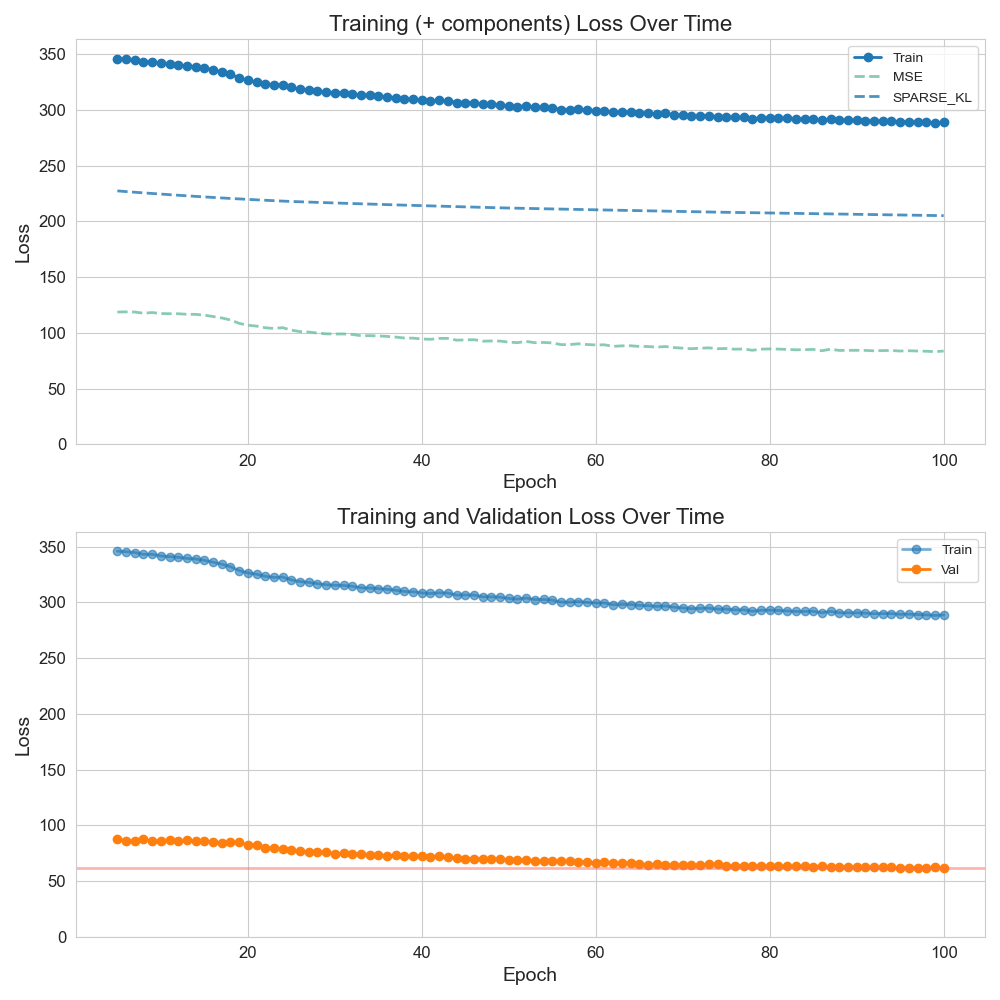 Training (+ components) Loss Over Time
350
300
250
200
150
100
50
0
Loss
Train
MSE
SPARSE_KL
20 40 60 80 100
Epoch
Training and Validation Loss Over Time
350
300
250
200
150
100
50
0
Loss
Train
Val
20 40 60 80 100
Epoch